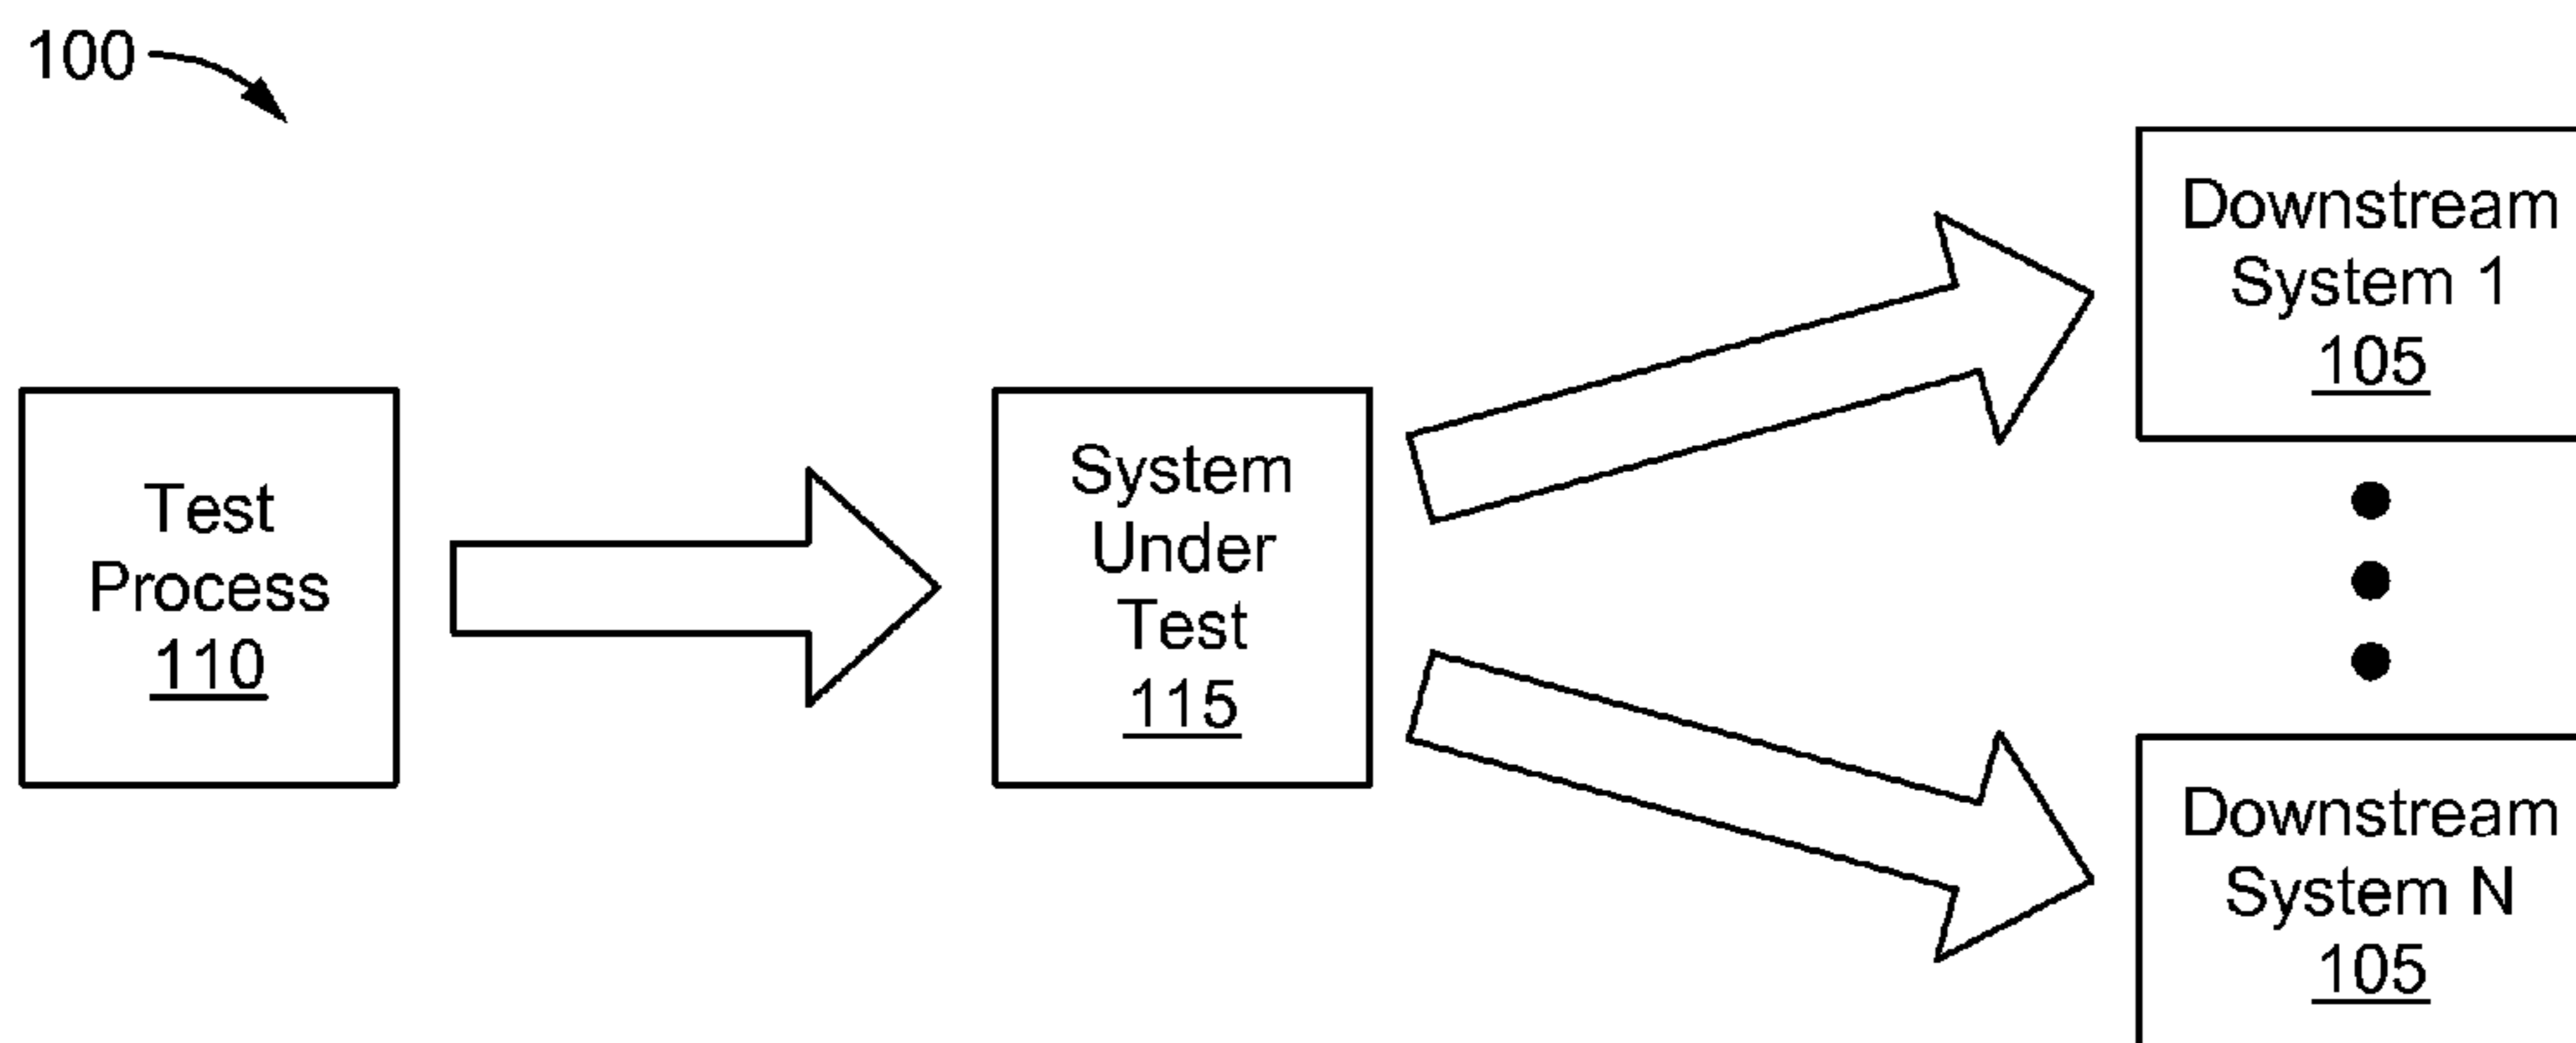 100
Test
Process
110
System
Under
Test
115
Downstream
System 1
105
Downstream
System N
105